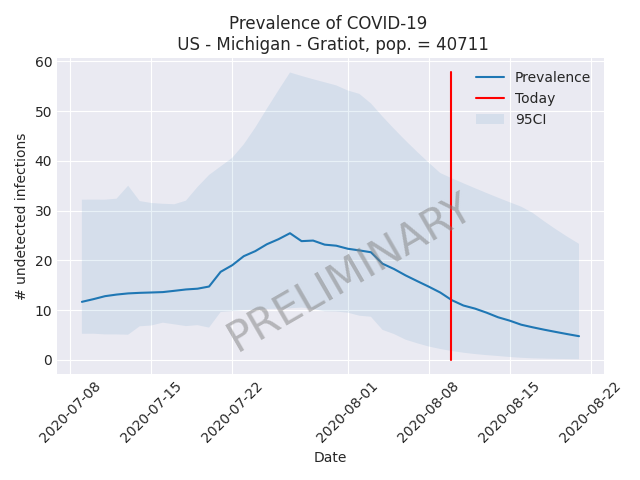 Prevalence of COVID-19
US - Michigan - Gratiot, pop. = 40711
60
50
40
30
20
10
0
# undetected infections
Prevalence
Today
95CI
PRELIMINARY
2020-07-08
2020-07-15
2020-07-22
2020-08-01
2020-08-08
2020-08-15
2020-08-22
Date